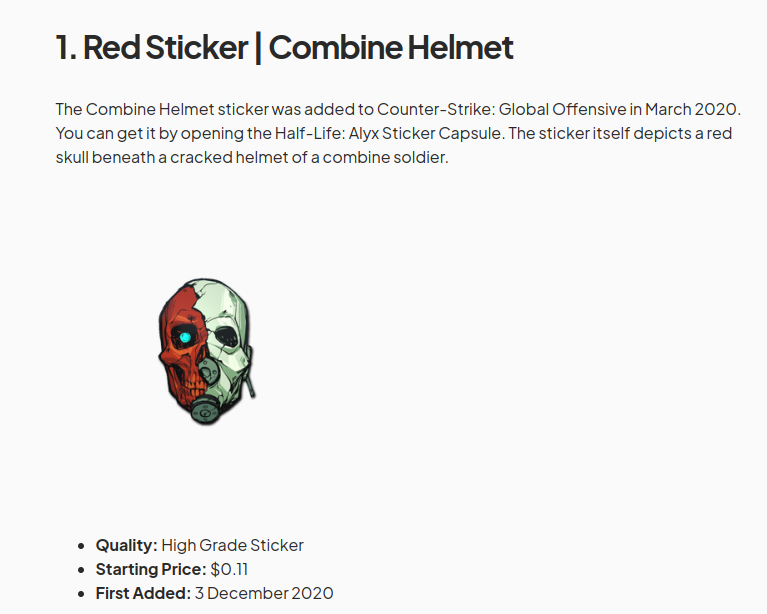 1. Red Sticker | Combine Helmet
The Combine Helmet sticker was added to Counter-Strike: Global Offensive in March 2020.
You can get it by opening the Half-Life: Alyx Sticker Capsule. The sticker itself depicts a red
skull beneath a cracked helmet of a combine soldier.
• Quality: High Grade Sticker
• Starting Price: $0.11
• First Added: 3 December 2020